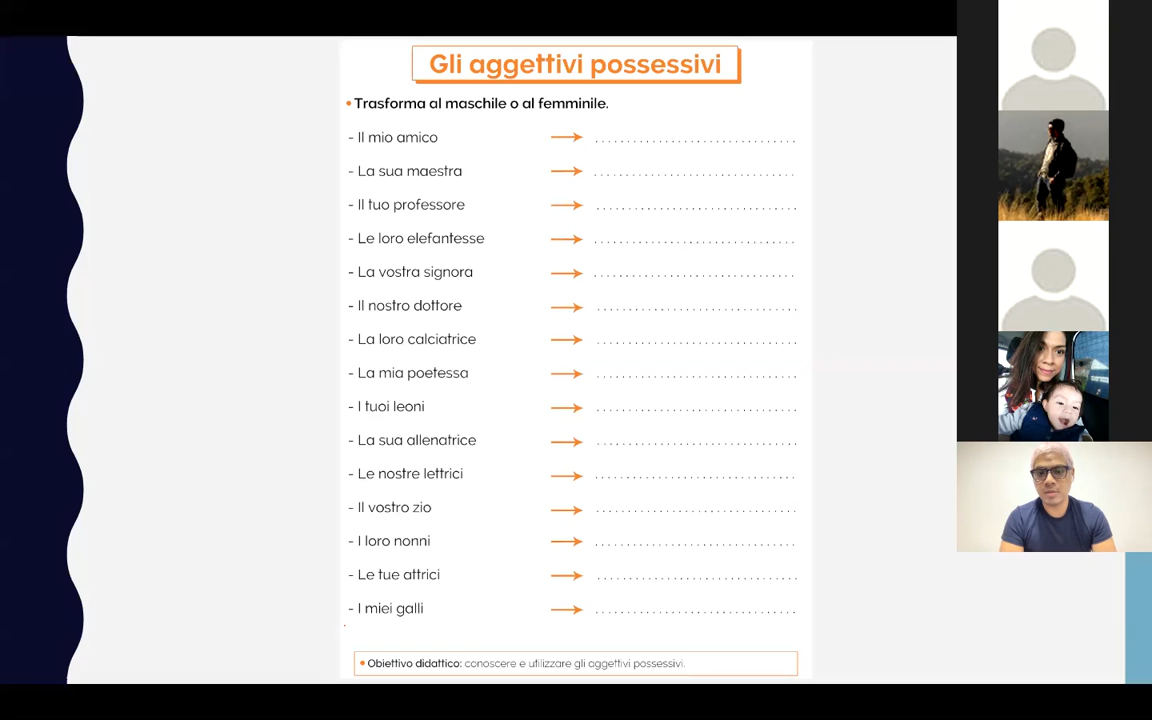 Gli aggettivi possessivi
• Trasforma al maschile o al femminile.
- Il mio amico
- La sua maestra
- Il tuo professore
- Le loro elefantesse
- La vostra signora
- Il nostro dottore
- La loro calciatrice
- La mia poetessa
- I tuoi leoni
- La sua allenatrice
- Le nostre lettrici
- Il vostro zio
- I loro nonni
- Le tue attrici
- I miei galli
• Obiettivo didattico: conoscere e utilizzare gli aggettivi possessivi.